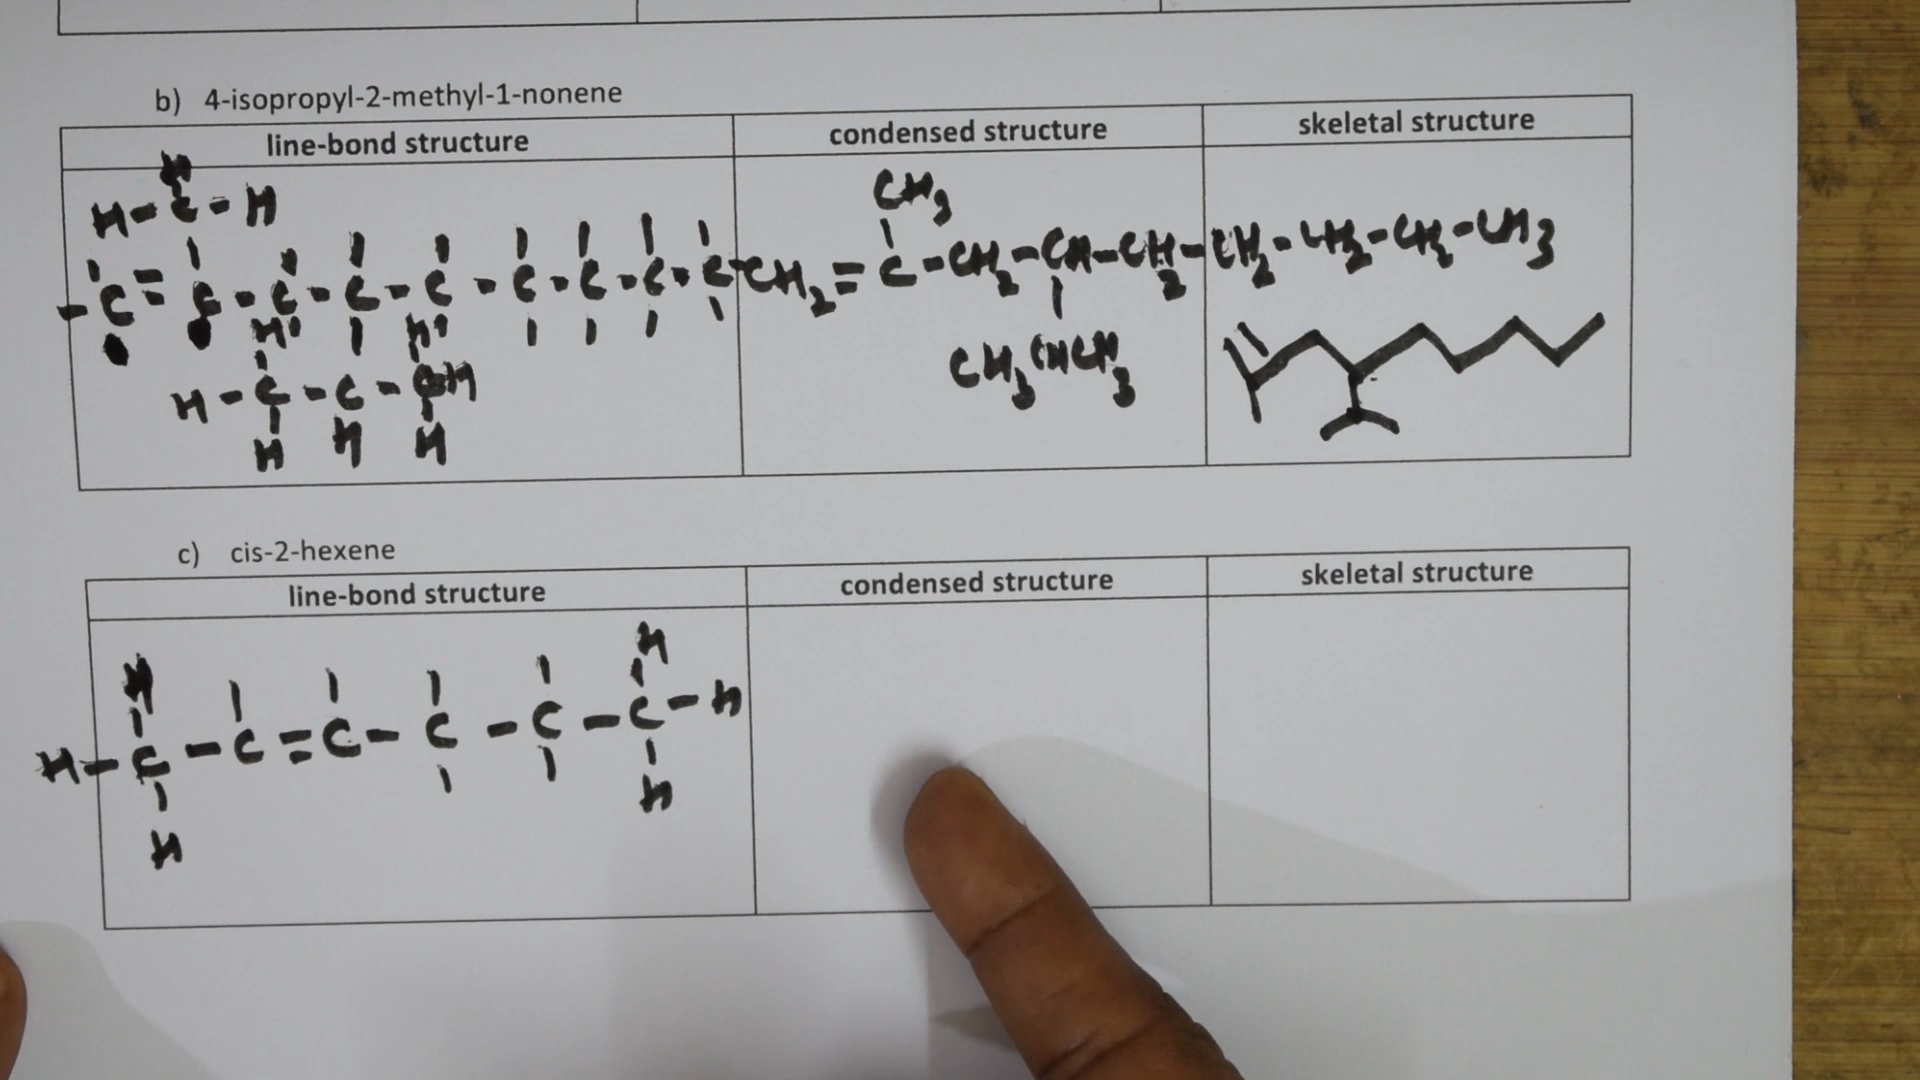 b) 4-isopropyl-2-methyl-1-nonene
line-bond structure condensed structure skeletal structure
H
H-C-H
-C=C-C-C-C-C-C-C-C-
H H
H-C-C-CH
H H H
CH3
CH2=C-CH2-CH-CH2-CH2-CH2-CH2-CH3
CH3CHCH3
c) cis-2-hexene
line-bond structure condensed structure skeletal structure
H H
H-C-C=C-C-C-C-H
H H